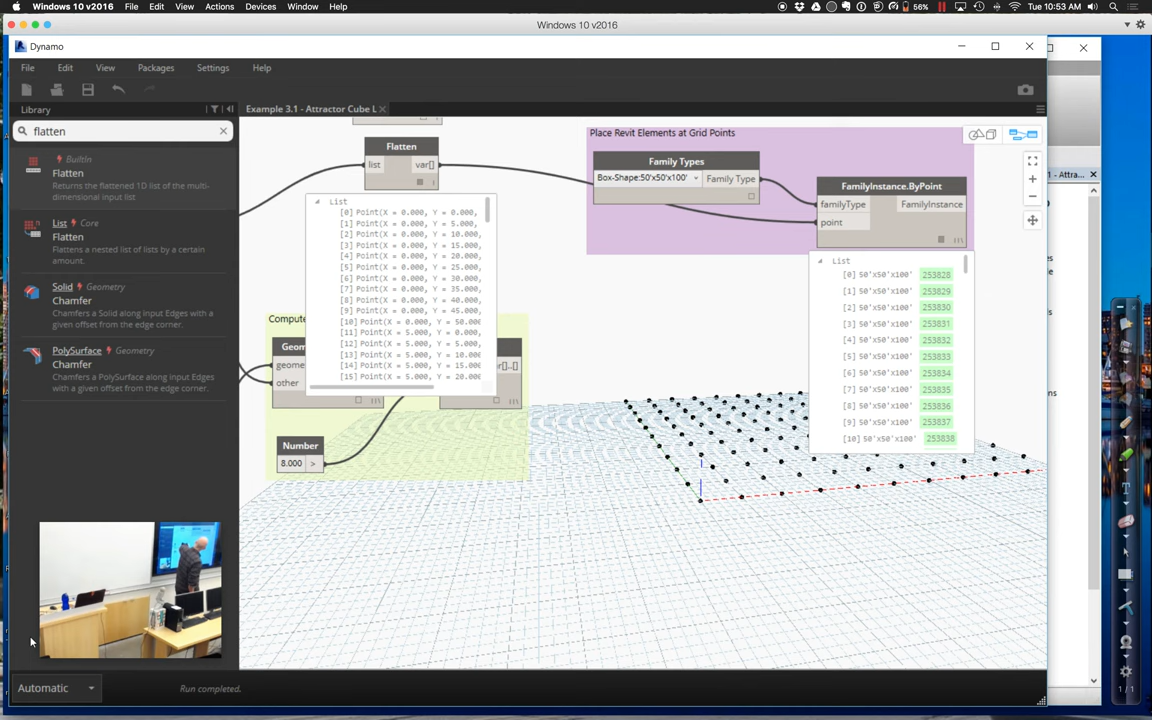 Windows 10 v2016 File Edit View Actions Devices Window Help
56% Tue 10:53 AM
Windows 10 v2016
Dynamo
File Edit View Packages Settings Help
Library
Example 3.1 - Attractor Cube L
flatten
BuiltIn
Flatten
Returns the flattened 1D list of the multi-
dimensional input list
List Core
Flatten
Flattens a nested list of lists by a certain
amount.
Solid Geometry
Chamfer
Chamfers a Solid along input Edges with a
given offset from the edge corner.
PolySurface Geometry
Chamfer
Chamfers a PolySurface along input Edges
with a given offset from the edge corner.
Automatic
Run completed.
Flatten
list var[]
List
[0] Point(X = 0.000, Y = 0.000,
[1] Point(X = 0.000, Y = 5.000,
[2] Point(X = 0.000, Y = 10.000
[3] Point(X = 0.000, Y = 15.000
[4] Point(X = 0.000, Y = 20.000
[5] Point(X = 0.000, Y = 25.000
[6] Point(X = 0.000, Y = 30.000
[7] Point(X = 0.000, Y = 35.000
[8] Point(X = 0.000, Y = 40.000
[9] Point(X = 0.000, Y = 45.000
[10] Point(X = 0.000, Y = 50.00
[11] Point(X = 5.000, Y = 0.000
[12] Point(X = 5.000, Y = 5.000
[13] Point(X = 5.000, Y = 10.00
[14] Point(X = 5.000, Y = 15.00
[15] Point(X = 5.000, Y = 20.00
Compute
Geom
geome
other
r[]..[]
Number
8.000 >
Place Revit Elements at Grid Points
Family Types
Box-Shape:50'x50'x100' Family Type
FamilyInstance.ByPoint
familyType FamilyInstance
point
List
[0] 50'x50'x100' 253828
[1] 50'x50'x100' 253829
[2] 50'x50'x100' 253830
[3] 50'x50'x100' 253831
[4] 50'x50'x100' 253832
[5] 50'x50'x100' 253833
[6] 50'x50'x100' 253834
[7] 50'x50'x100' 253835
[8] 50'x50'x100' 253836
[9] 50'x50'x100' 253837
[10] 50'x50'x100' 253838
- Attra...
es
ns
1 / 1